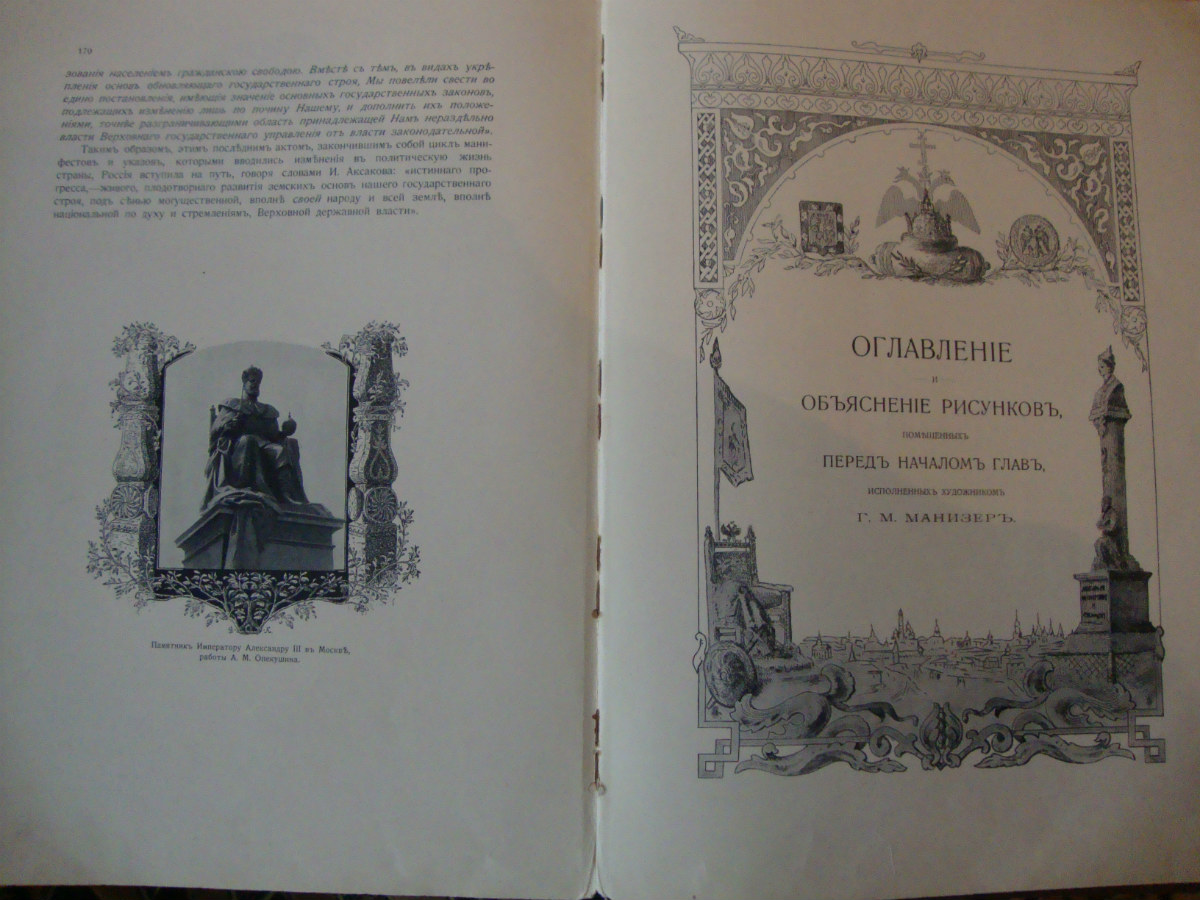 170
лованія населеніемъ гражданскою свободою. Вмѣстѣ съ тѣмъ, въ видахъ укрѣ-
пленія основъ обновляющаго государственнаго строя, Мы повелѣли свести во
едино постановленія, имѣющія значеніе основныхъ государственныхъ законовъ,
подлежащихъ измѣненію лишь по почину Нашему, и дополнить ихъ положе-
ніями, точнѣе разграничивающими область принадлежащей Намъ нераздѣльно
власти Верховнаго государственнаго управленія отъ власти законодательной».
Такимъ образомъ, этимъ послѣднимъ актомъ, закончившимъ собой циклъ мани-
фестовъ и указовъ, которыми вводились измѣненія въ политическую жизнь
страны, Россія вступила на путь, говоря словами И. Аксакова: «истиннаго про-
гресса,—живого, плодотворнаго развитія земскихъ основъ нашего государственнаго
строя, подъ сѣнью могущественной, вполнѣ своей народу и всей землѣ, вполнѣ
національной по духу и стремленіямъ, Верховной державной власти».
Памятникъ Императору Александру III въ Москвѣ,
работы А. М. Опекушина.
ОГЛАВЛЕНІЕ
И
ОБЪЯСНЕНІЕ РИСУНКОВЪ,
ПОМѢЩЕННЫХЪ
ПЕРЕДЪ НАЧАЛОМЪ ГЛАВЪ,
ИСПОЛНЕННЫХЪ ХУДОЖНИКОМЪ
Г. М. МАНИЗЕРЪ.